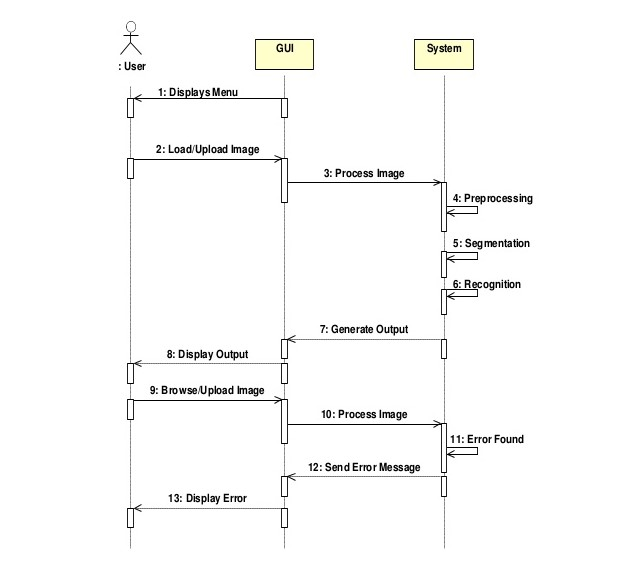 GUI
System
: User
1: Displays Menu
2: Load/Upload Image
3: Process Image
4: Preprocessing
5: Segmentation
6: Recognition
7: Generate Output
8: Display Output
9: Browse/Upload Image
10: Process Image
11: Error Found
12: Send Error Message
13: Display Error